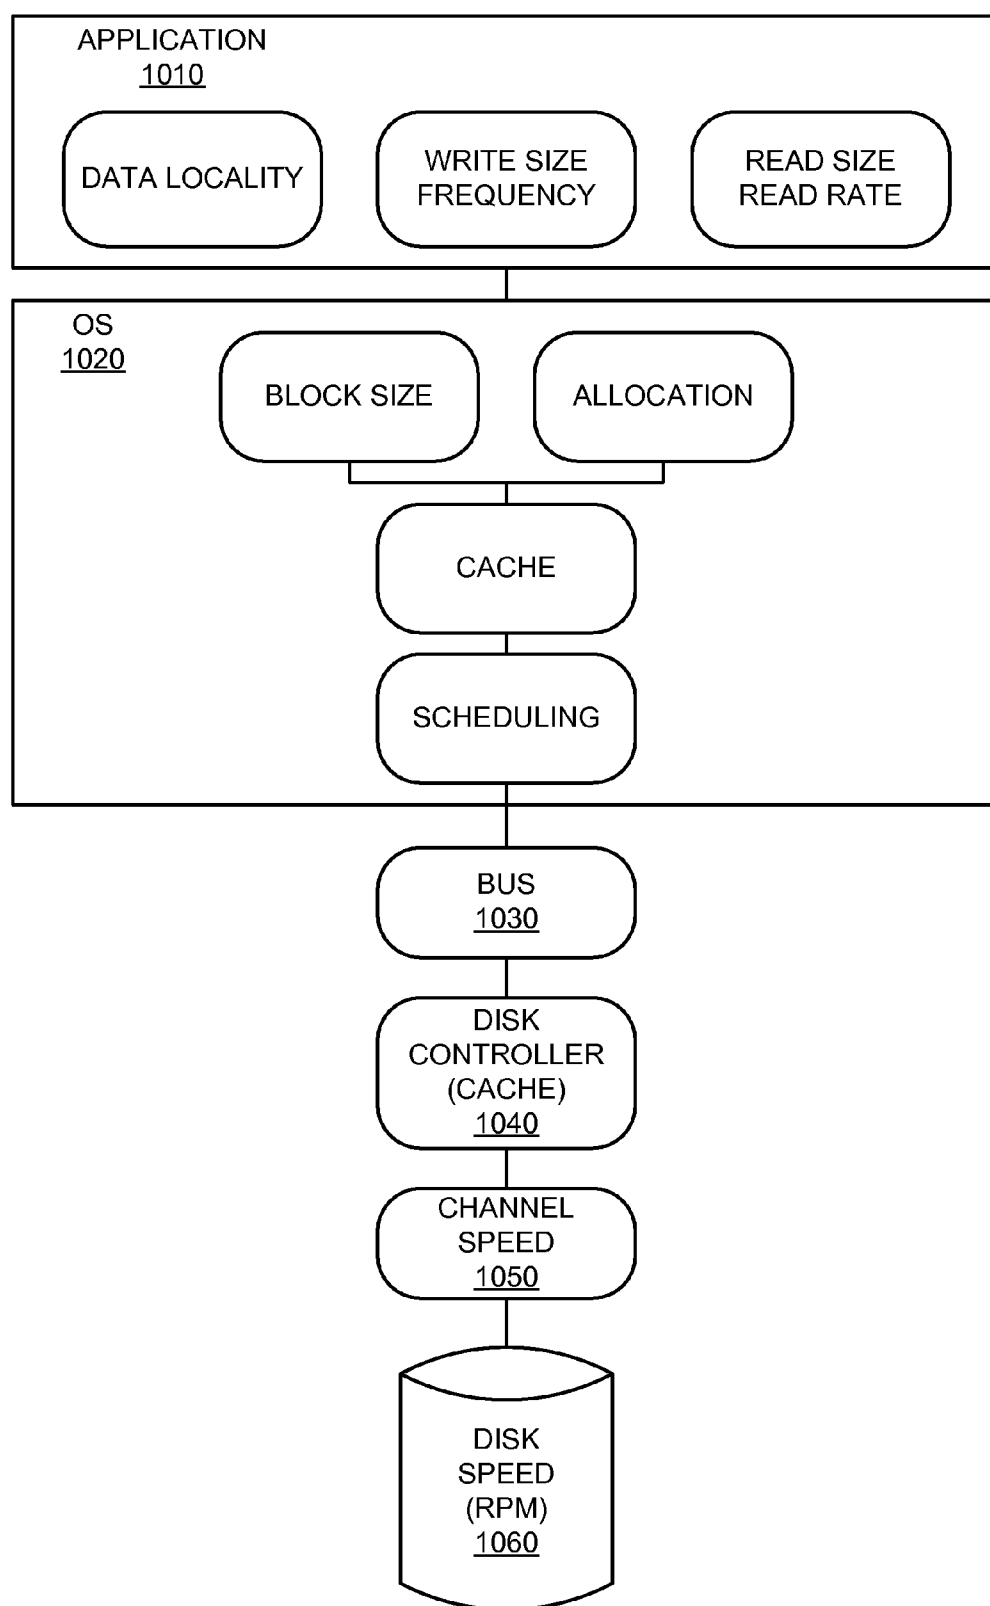 APPLICATION
1010
DATA LOCALITY
WRITE SIZE
FREQUENCY
READ SIZE
READ RATE
OS
1020
BLOCK SIZE
ALLOCATION
CACHE
SCHEDULING
BUS
1030
DISK
CONTROLLER
(CACHE)
1040
CHANNEL
SPEED
1050
DISK
SPEED
(RPM)
1060